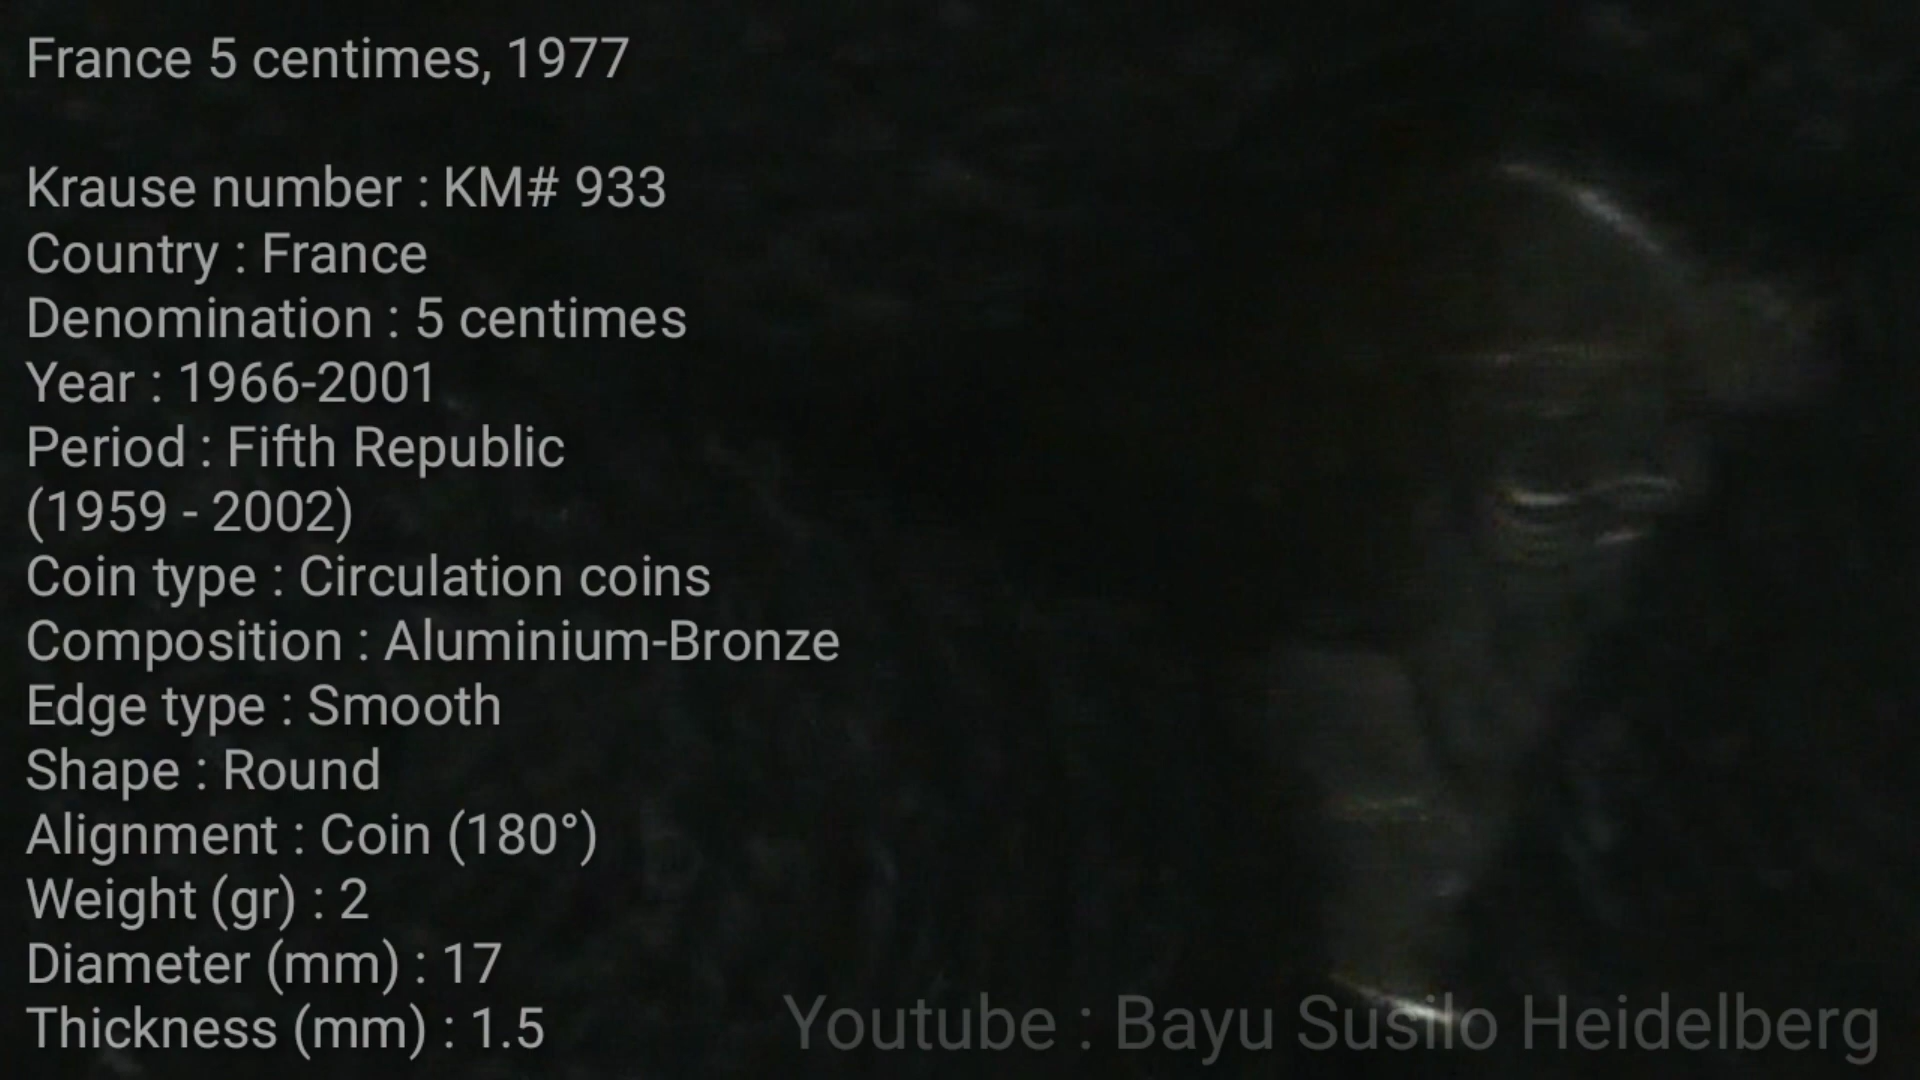 France 5 centimes, 1977
Krause number : KM# 933
Country : France
Denomination : 5 centimes
Year : 1966-2001
Period : Fifth Republic
(1959 - 2002)
Coin type : Circulation coins
Composition : Aluminium-Bronze
Edge type : Smooth
Shape : Round
Alignment : Coin (180°)
Weight (gr) : 2
Diameter (mm) : 17
Thickness (mm) : 1.5
Youtube : Bayu Susilo Heidelberg